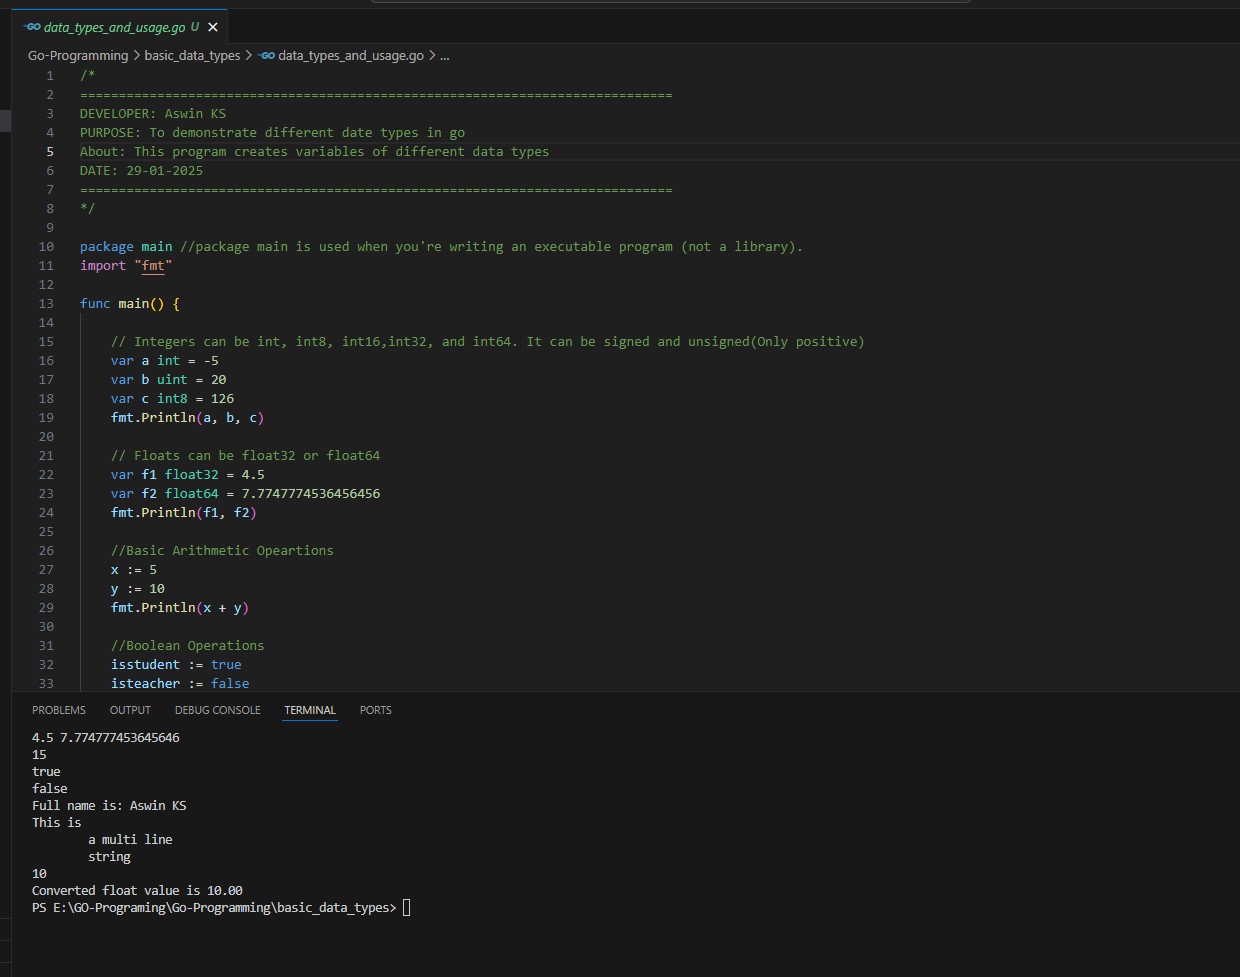 data_types_and_usage.go U
Go-Programming > basic_data_types > data_types_and_usage.go > ...
1 /*
2 =============================================================================
3 DEVELOPER: Aswin KS
4 PURPOSE: To demonstrate different date types in go
5 About: This program creates variables of different data types
6 DATE: 29-01-2025
7 =============================================================================
8 */
9
10 package main //package main is used when you're writing an executable program (not a library).
11 import "fmt"
12
13 func main() {
14
15     // Integers can be int, int8, int16,int32, and int64. It can be signed and unsigned(Only positive)
16     var a int = -5
17     var b uint = 20
18     var c int8 = 126
19     fmt.Println(a, b, c)
20
21     // Floats can be float32 or float64
22     var f1 float32 = 4.5
23     var f2 float64 = 7.7747774536456456
24     fmt.Println(f1, f2)
25
26     //Basic Arithmetic Opeartions
27     x := 5
28     y := 10
29     fmt.Println(x + y)
30
31     //Boolean Operations
32     isstudent := true
33     isteacher := false
PROBLEMS OUTPUT DEBUG CONSOLE TERMINAL PORTS
4.5 7.774777453645646
15
true
false
Full name is: Aswin KS
This is
        a multi line
        string
10
Converted float value is 10.00
PS E:\GO-Programing\Go-Programming\basic_data_types>